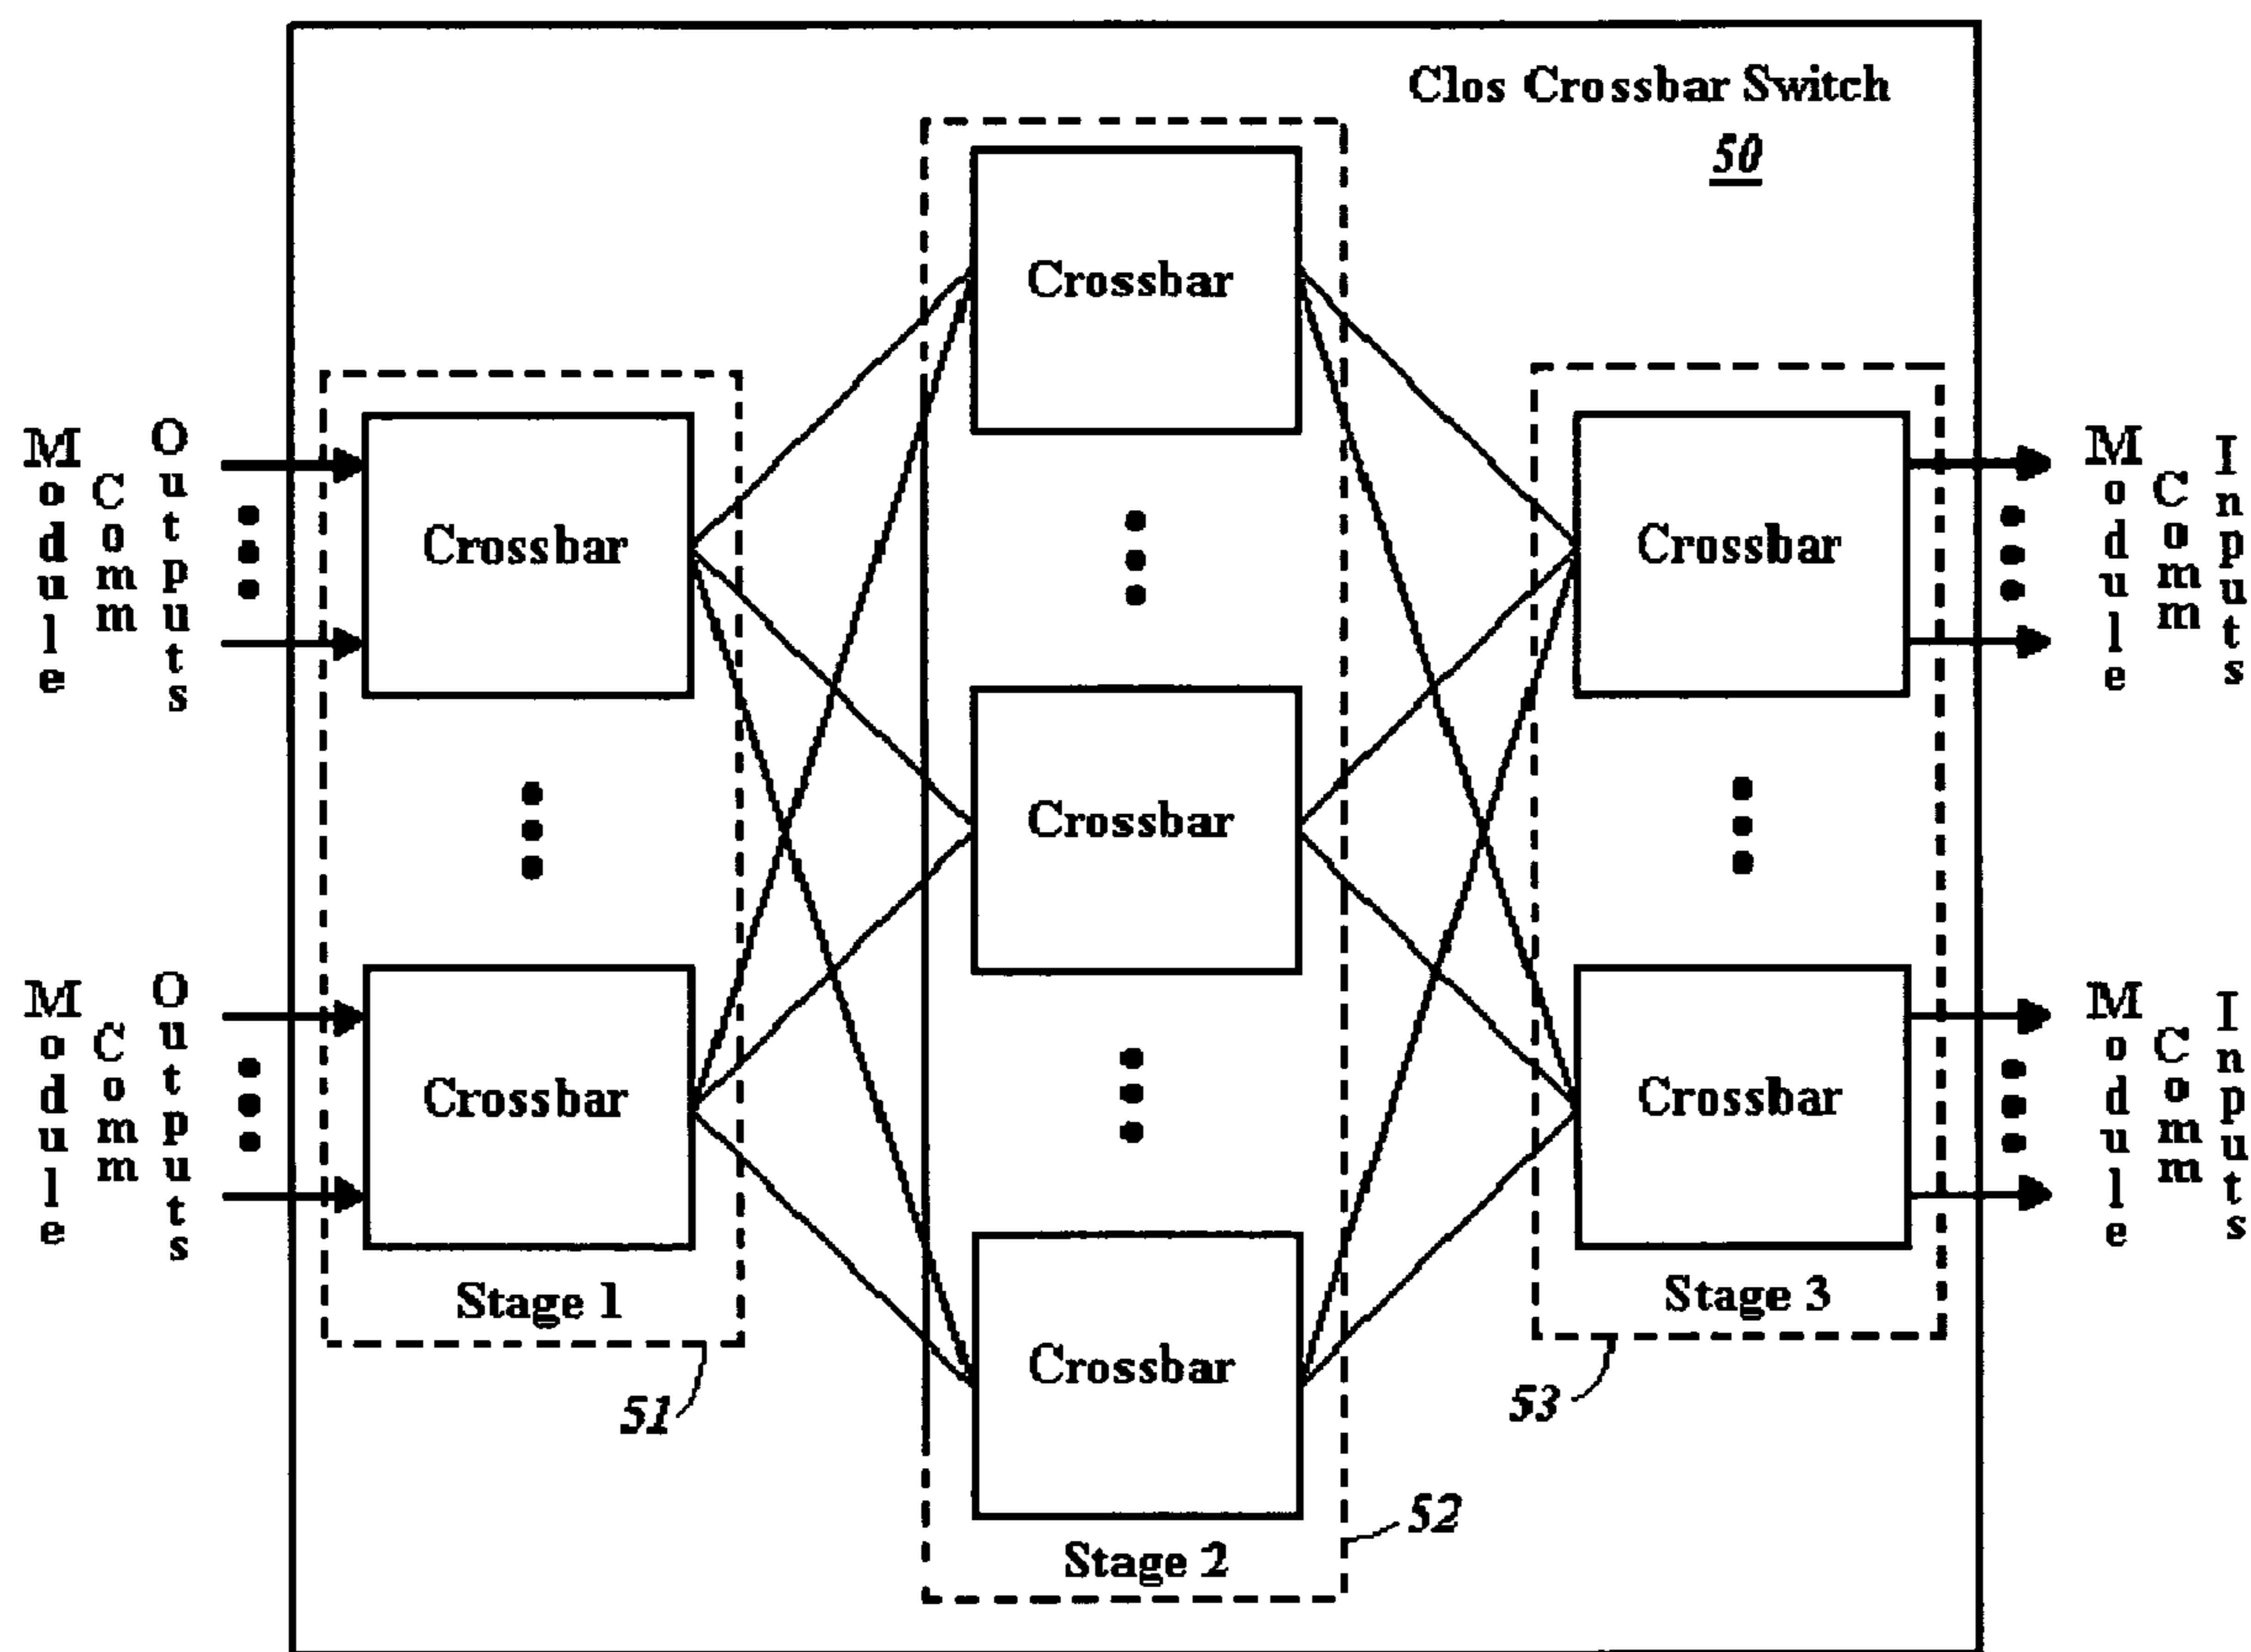 Clos Crossbar Switch
50
Crossbar
Module Comm Outputs
Crossbar
Crossbar
Module Comm Inputs
Crossbar
Module Comm Outputs
Crossbar
Crossbar
Module Comm Inputs
Stage 1
Stage 3
Crossbar
51
53
52
Stage 2